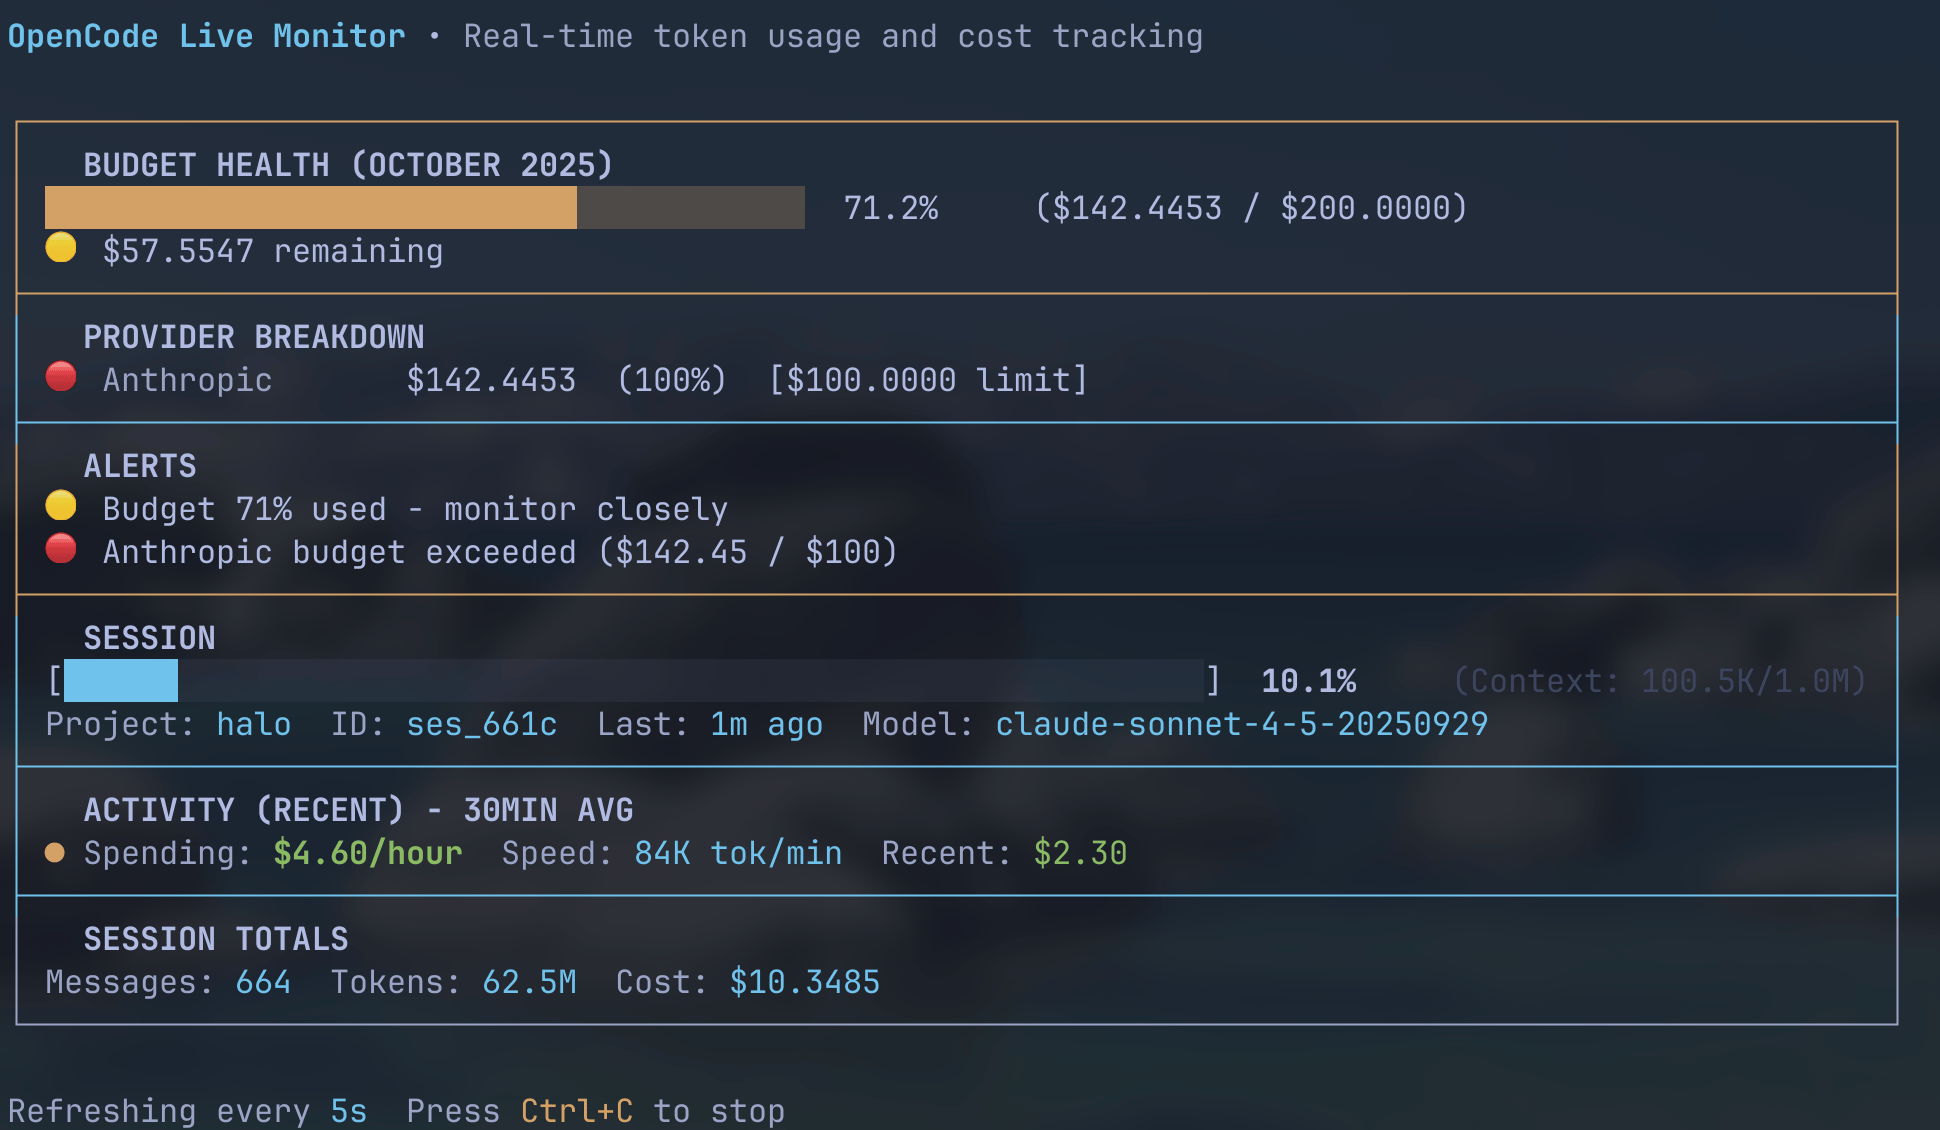 OpenCode Live Monitor • Real-time token usage and cost tracking
BUDGET HEALTH (OCTOBER 2025)
71.2% ($142.4453 / $200.0000)
$57.5547 remaining
PROVIDER BREAKDOWN
Anthropic $142.4453 (100%) [$100.0000 limit]
ALERTS
Budget 71% used - monitor closely
Anthropic budget exceeded ($142.45 / $100)
SESSION
[ ] 10.1% (Context: 100.5K/1.0M)
Project: halo ID: ses_661c Last: 1m ago Model: claude-sonnet-4-5-20250929
ACTIVITY (RECENT) - 30MIN AVG
Spending: $4.60/hour Speed: 84K tok/min Recent: $2.30
SESSION TOTALS
Messages: 664 Tokens: 62.5M Cost: $10.3485
Refreshing every 5s Press Ctrl+C to stop